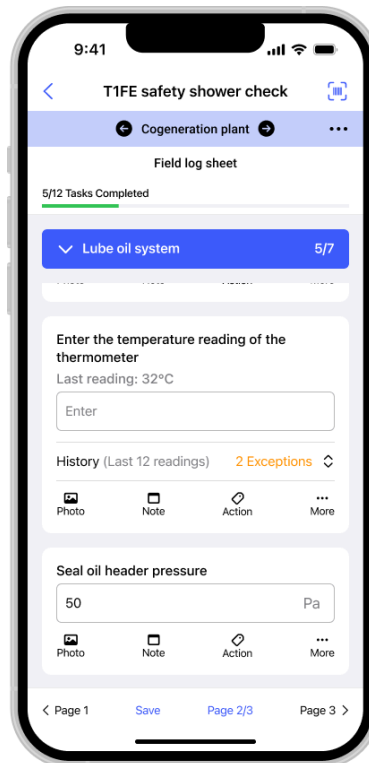 9:41
T1FE safety shower check
Cogeneration plant
Field log sheet
5/12 Tasks Completed
Lube oil system 5/7
Enter the temperature reading of the
thermometer
Last reading: 32°C
Enter
History (Last 12 readings) 2 Exceptions
Photo Note Action More
Seal oil header pressure
50 Pa
Photo Note Action More
Page 1 Save Page 2/3 Page 3